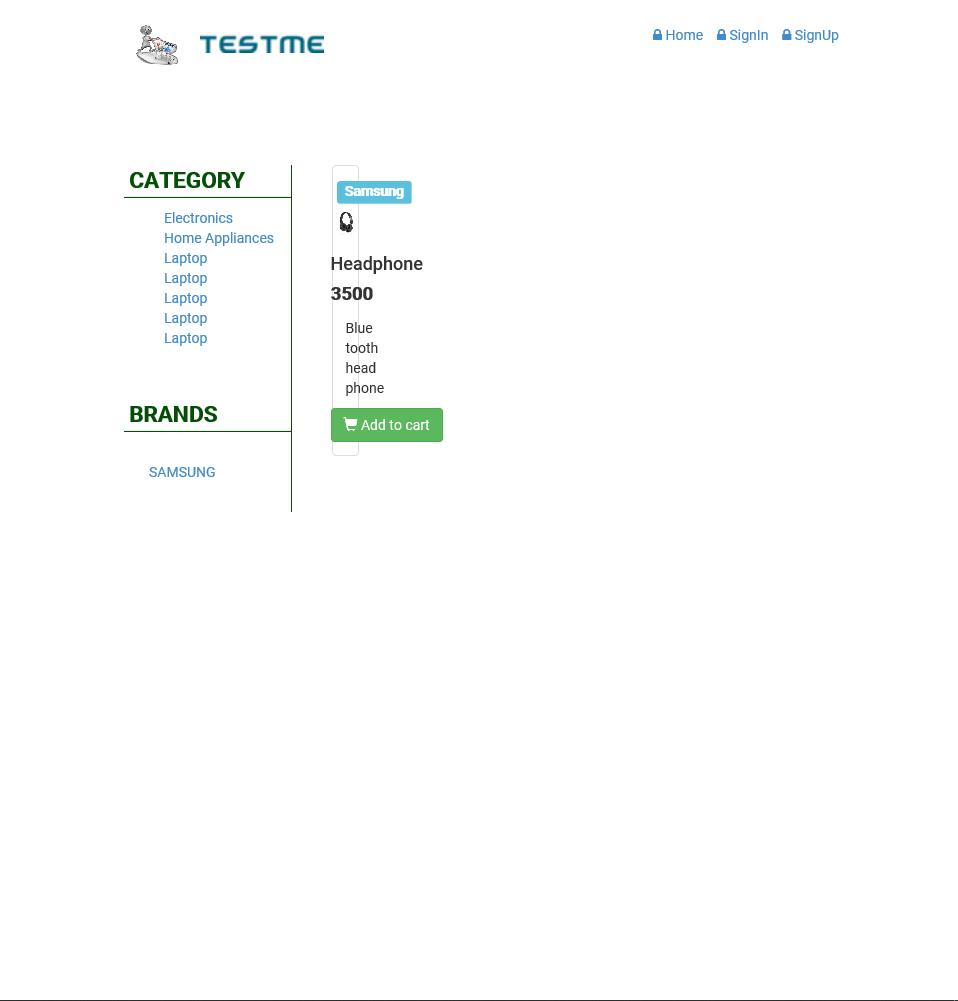 TESTME
Home SignIn SignUp
CATEGORY
Electronics
Home Appliances
Laptop
Laptop
Laptop
Laptop
Laptop
BRANDS
SAMSUNG
Samsung
Headphone
3500
Blue
tooth
head
phone
Add to cart